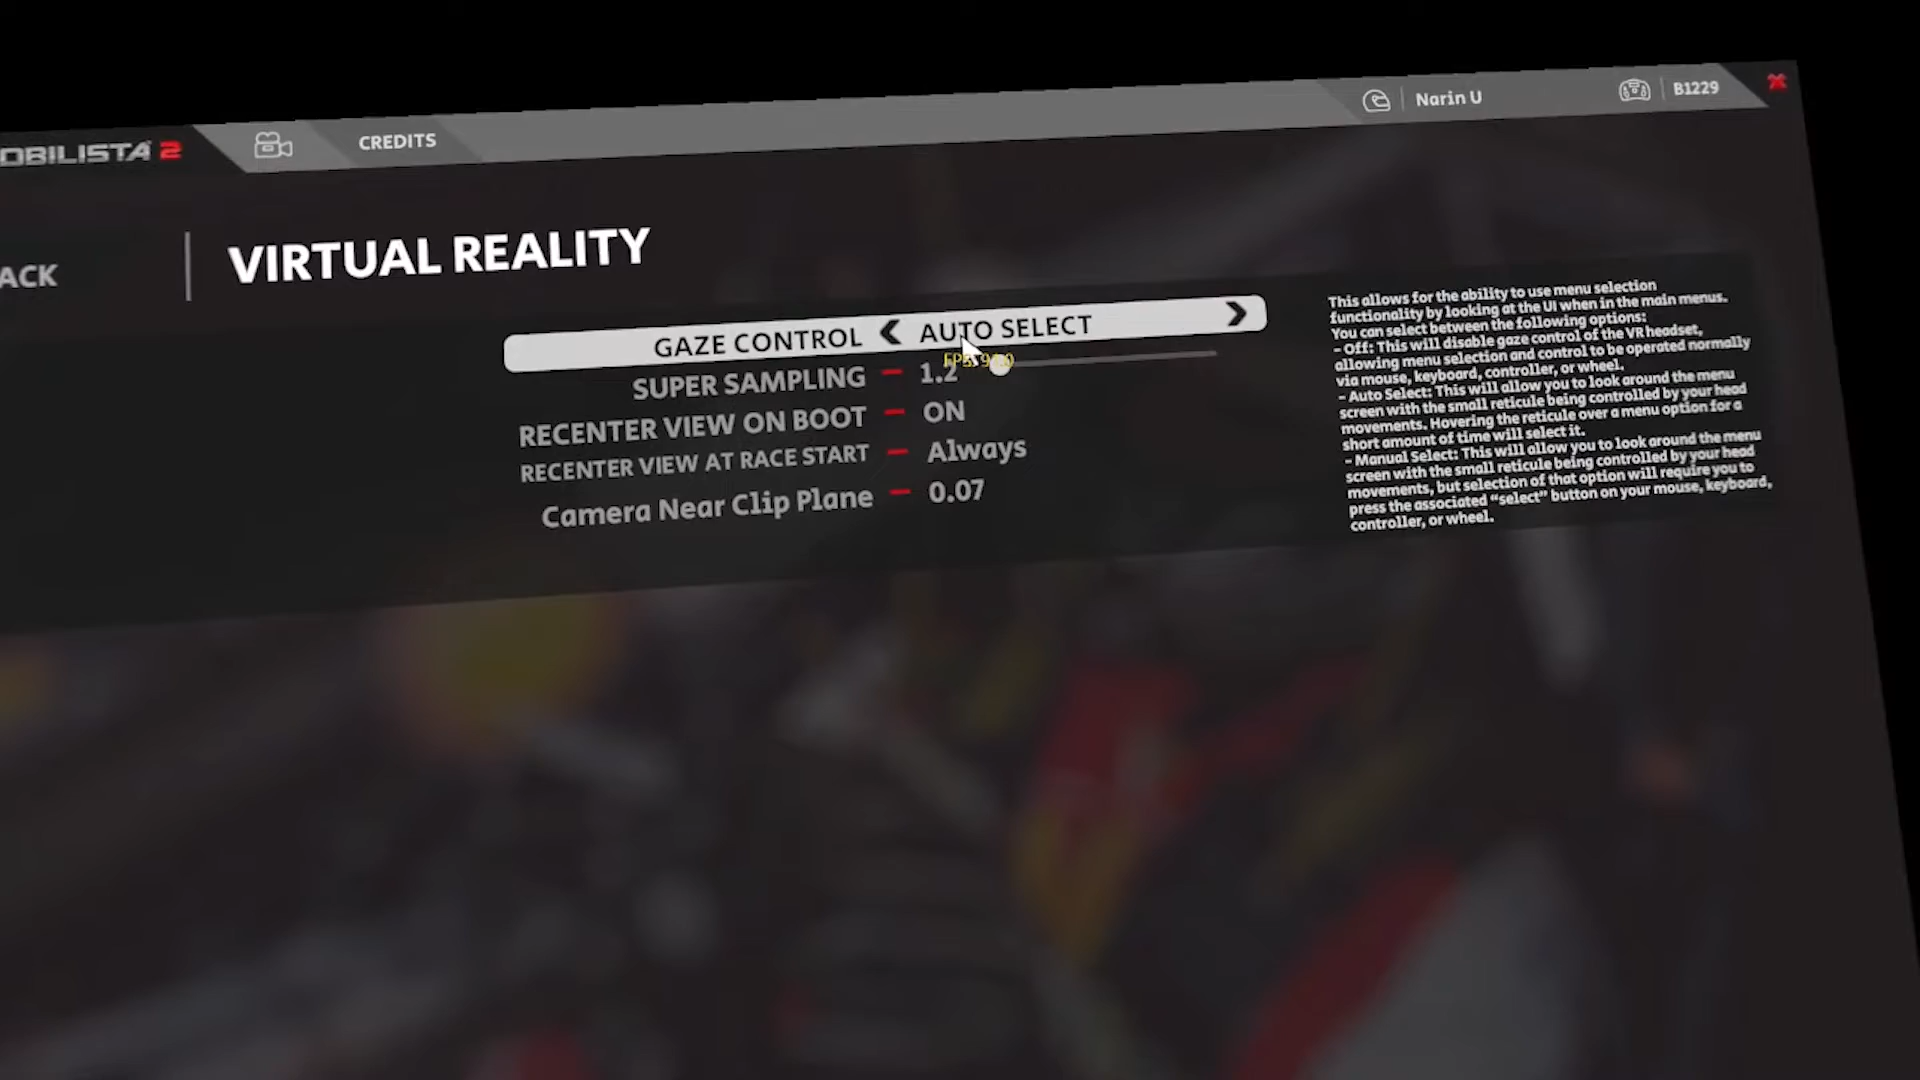 OBILISTA 2
CREDITS
Narin U
B1229
ACK
VIRTUAL REALITY
GAZE CONTROL AUTO SELECT
SUPER SAMPLING 1.2
RECENTER VIEW ON BOOT ON
RECENTER VIEW AT RACE START Always
Camera Near Clip Plane 0.07
This allows for the ability to use menu selection
functionality by looking at the UI when in the main menus.
You can select between the following options:
- Off: This will disable gaze control of the VR headset,
allowing menu selection and control to be operated normally
via mouse, keyboard, controller, or wheel.
- Auto Select: This will allow you to look around the menu
screen with the small reticule being controlled by your head
movements. Hovering the reticule over a menu option for a
short amount of time will select it.
- Manual Select: This will allow you to look around the menu
screen with the small reticule being controlled by your head
movements, but selection of that option will require you to
press the associated "select" button on your mouse, keyboard,
controller, or wheel.